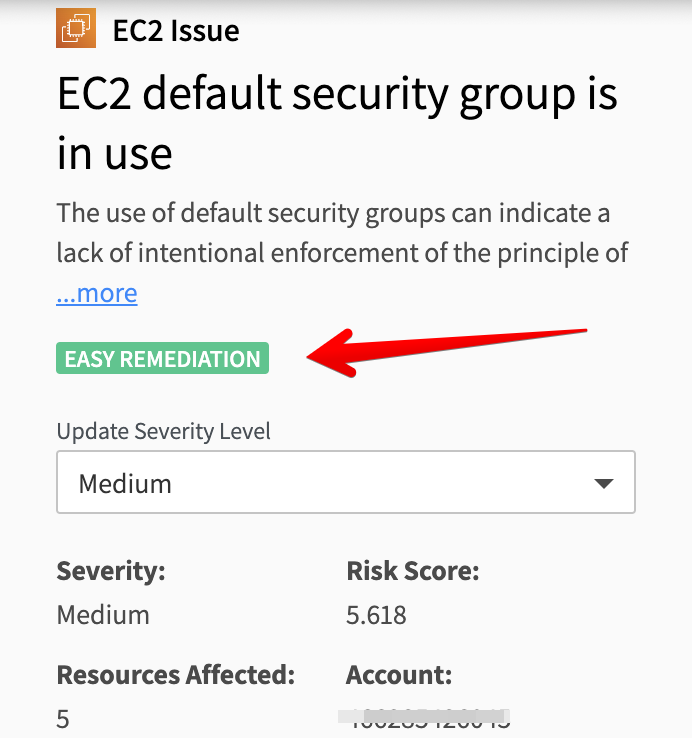 EC2 Issue
EC2 default security group is
in use
The use of default security groups can indicate a
lack of intentional enforcement of the principle of
...more
EASY REMEDIATION
Update Severity Level
Medium
Severity:
Risk Score:
Medium
5.618
Resources Affected:
Account:
5